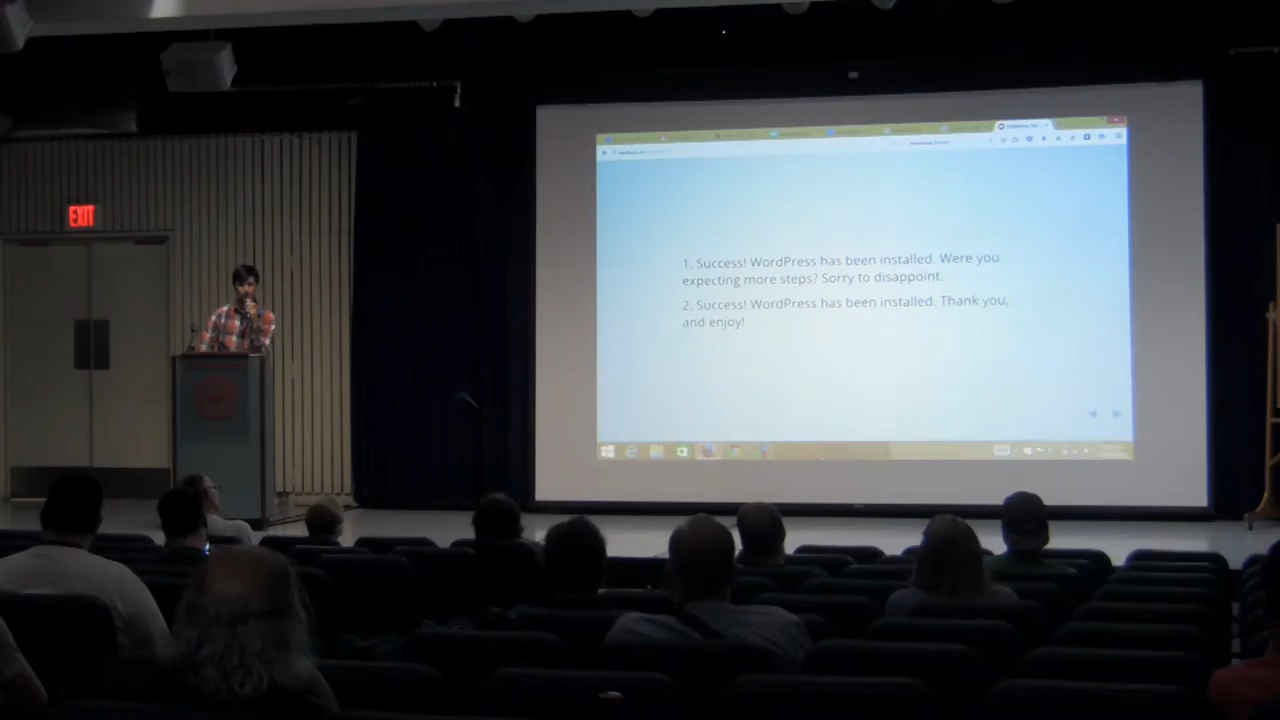 EXIT
1. Success! WordPress has been installed. Were you
expecting more steps? Sorry to disappoint.
2. Success! WordPress has been installed. Thank you,
and enjoy!